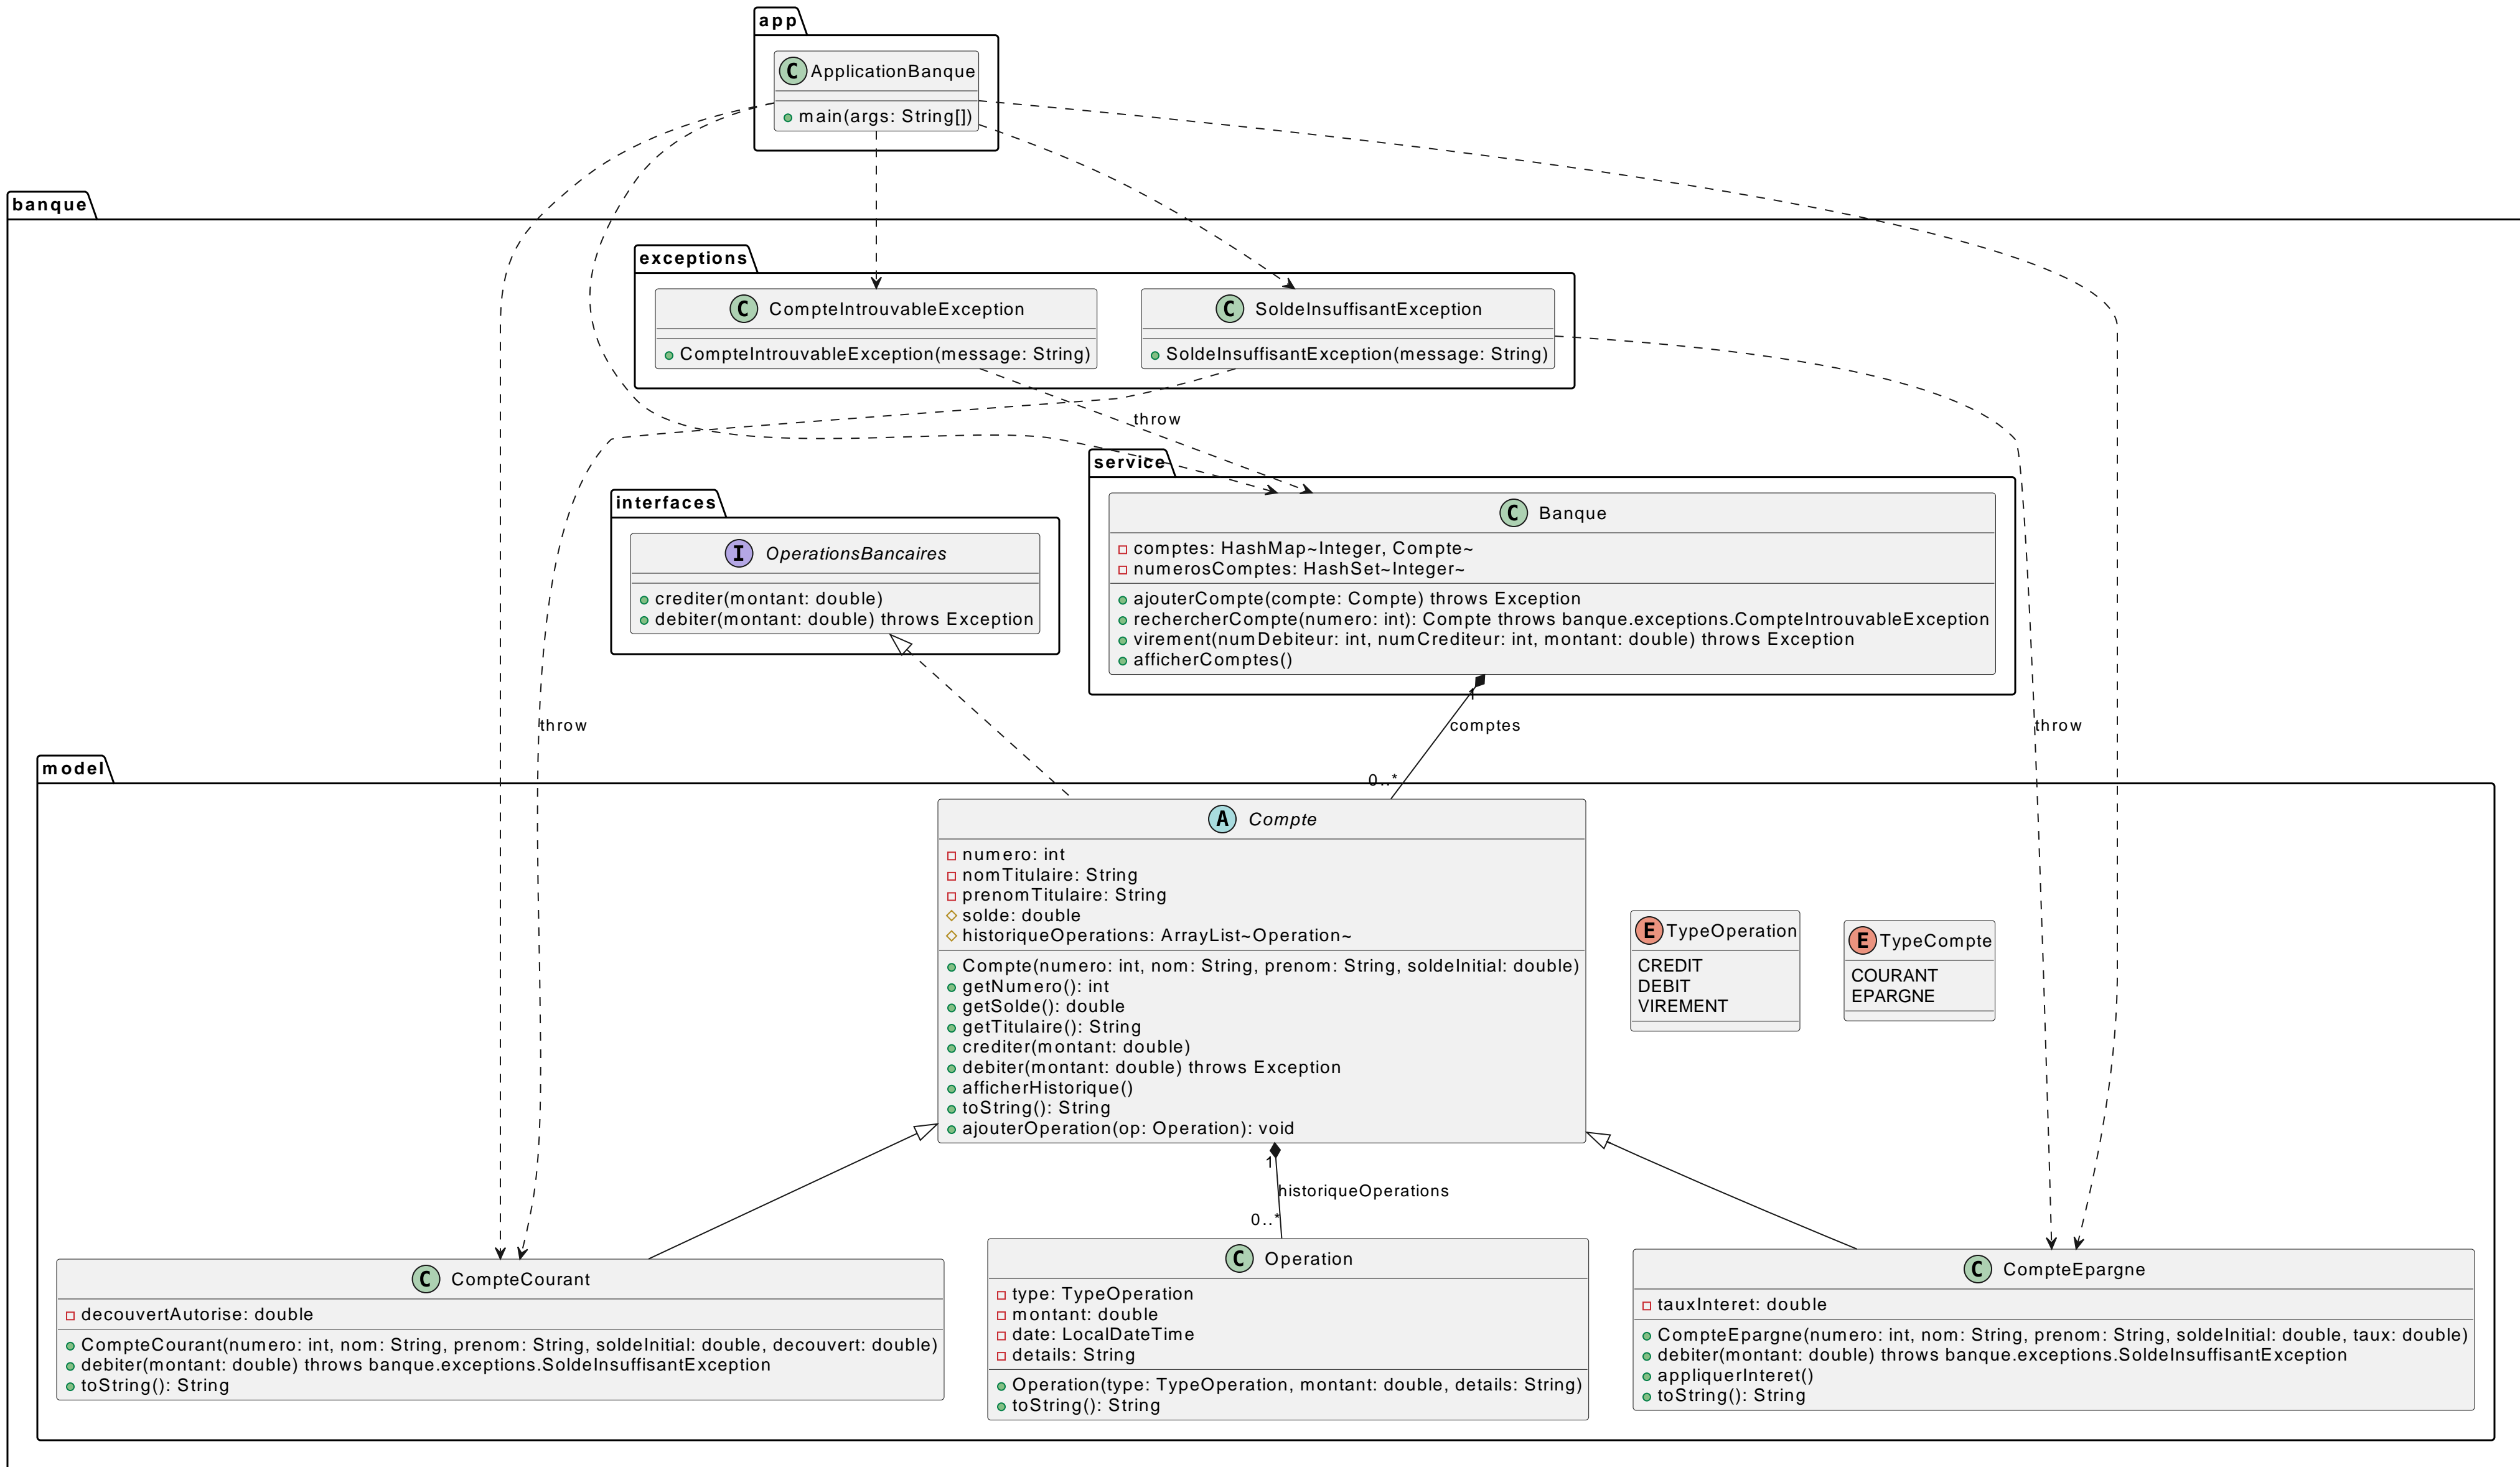 app
C ApplicationBanque
main(args: String[])
banque
exceptions
C CompteIntrouvableException
CompteIntrouvableException(message: String)
C SoldeInsuffisantException
SoldeInsuffisantException(message: String)
throw
service
C Banque
comptes: HashMap~Integer, Compte~
numerosComptes: HashSet~Integer~
ajouterCompte(compte: Compte) throws Exception
rechercherCompte(numero: int): Compte throws banque.exceptions.CompteIntrouvableException
virement(numDebiteur: int, numCrediteur: int, montant: double) throws Exception
afficherComptes()
interfaces
I OperationsBancaires
crediter(montant: double)
debiter(montant: double) throws Exception
1
throw
comptes
throw
0..*
model
A Compte
numero: int
nomTitulaire: String
prenomTitulaire: String
solde: double
historiqueOperations: ArrayList~Operation~
Compte(numero: int, nom: String, prenom: String, soldeInitial: double)
getNumero(): int
getSolde(): double
getTitulaire(): String
crediter(montant: double)
debiter(montant: double) throws Exception
afficherHistorique()
toString(): String
ajouterOperation(op: Operation): void
E TypeOperation
CREDIT
DEBIT
VIREMENT
E TypeCompte
COURANT
EPARGNE
1
historiqueOperations
0..*
C CompteCourant
decouvertAutorise: double
CompteCourant(numero: int, nom: String, prenom: String, soldeInitial: double, decouvert: double)
debiter(montant: double) throws banque.exceptions.SoldeInsuffisantException
toString(): String
C Operation
type: TypeOperation
montant: double
date: LocalDateTime
details: String
Operation(type: TypeOperation, montant: double, details: String)
toString(): String
C CompteEpargne
tauxInteret: double
CompteEpargne(numero: int, nom: String, prenom: String, soldeInitial: double, taux: double)
debiter(montant: double) throws banque.exceptions.SoldeInsuffisantException
appliquerInteret()
toString(): String